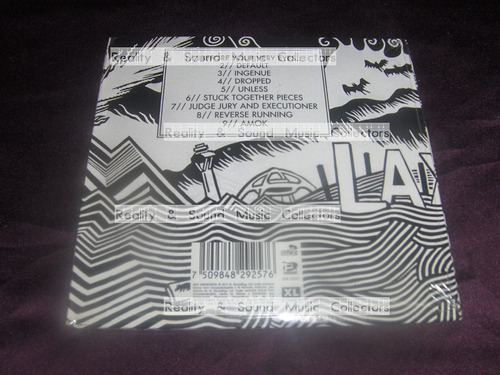 Reality & Sound Music Collectors
2// DEFAULT
3// INGENUE
4// DROPPED
5// UNLESS
6// STUCK TOGETHER PIECES
7// JUDGE JURY AND EXECUTIONER
8// REVERSE RUNNING
9// AMOK
Reality & Sound Music Collectors
LAX
Reality & Sound Music Collectors
7 509848 292576
XL
Reality & Sound Music Collectors